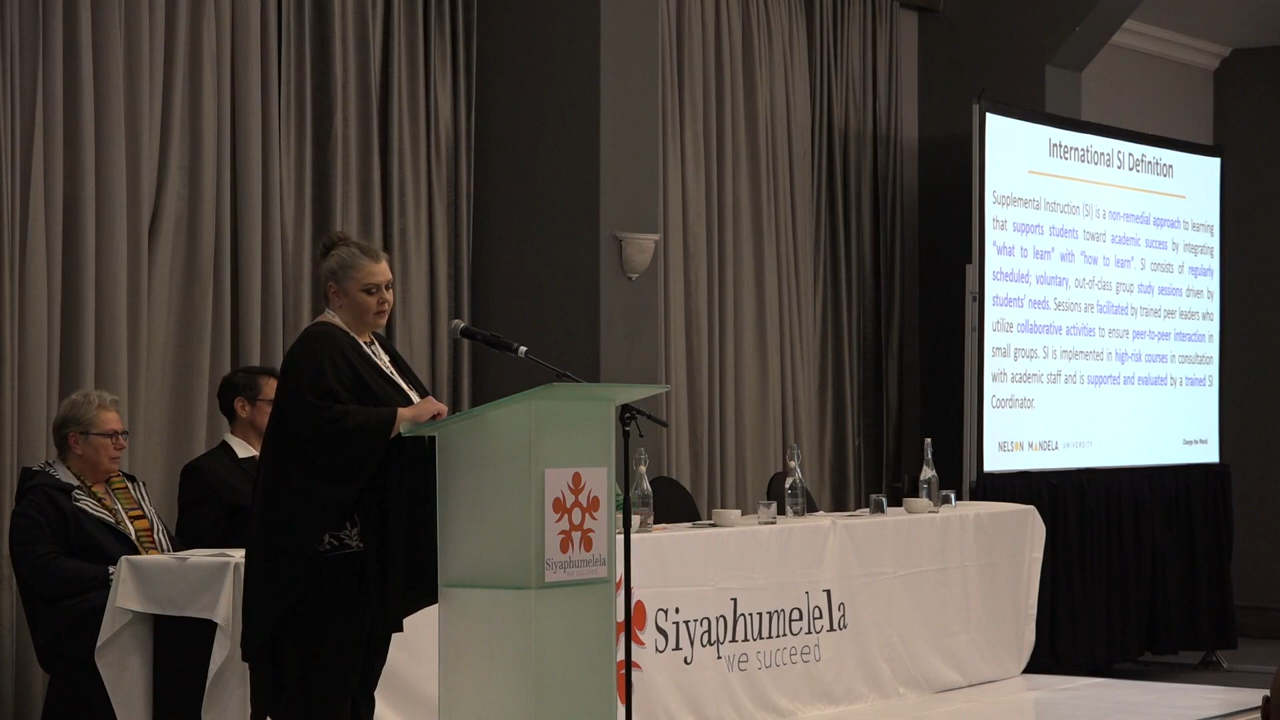 International SI Definition
Supplemental Instruction (SI) is a non-remedial approach to learning
that supports students toward academic success by integrating
"what to learn" with "how to learn". SI consists of regularly
scheduled; voluntary, out-of-class group study sessions driven by
students' needs. Sessions are facilitated by trained peer leaders who
utilize collaborative activities to ensure peer-to-peer interaction in
small groups. SI is implemented in high-risk courses in consultation
with academic staff and is supported and evaluated by a trained SI
Coordinator.
NELSON MANDELA UNIVERSITY
Change the World
Siyaphumelela
we succeed
Siyaphumelela
we succeed